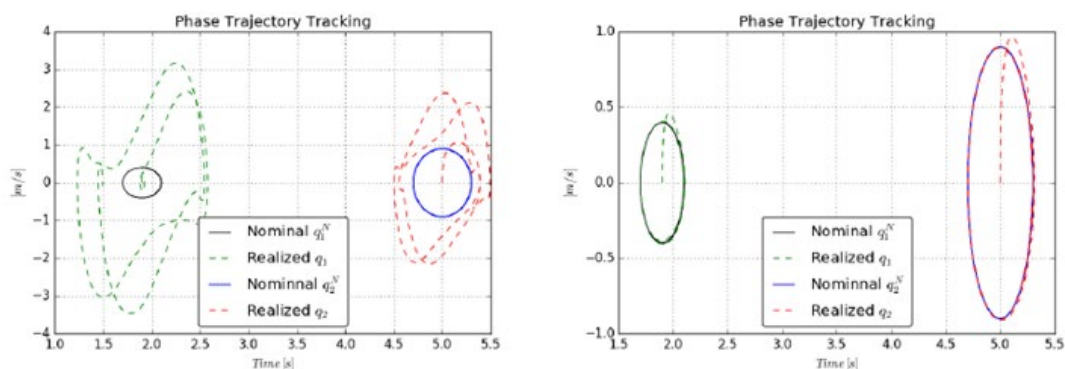 Phase Trajectory Tracking
4
3
2
1
0
−1
−2
−3
−4
|m/s|
1.0 1.5 2.0 2.5 3.0 3.5 4.0 4.5 5.0 5.5
Time[s]
Nominal q₁ᴺ
Realized q₁
Nominnal q₂ᴺ
Realized q₂
Phase Trajectory Tracking
1.0
0.5
0.0
−0.5
−1.0
|m/s|
1.0 1.5 2.0 2.5 3.0 3.5 4.0 4.5 5.0 5.5
Time[s]
Nominal q₁ᴺ
Realized q₁
Nominnal q₂ᴺ
Realized q₂